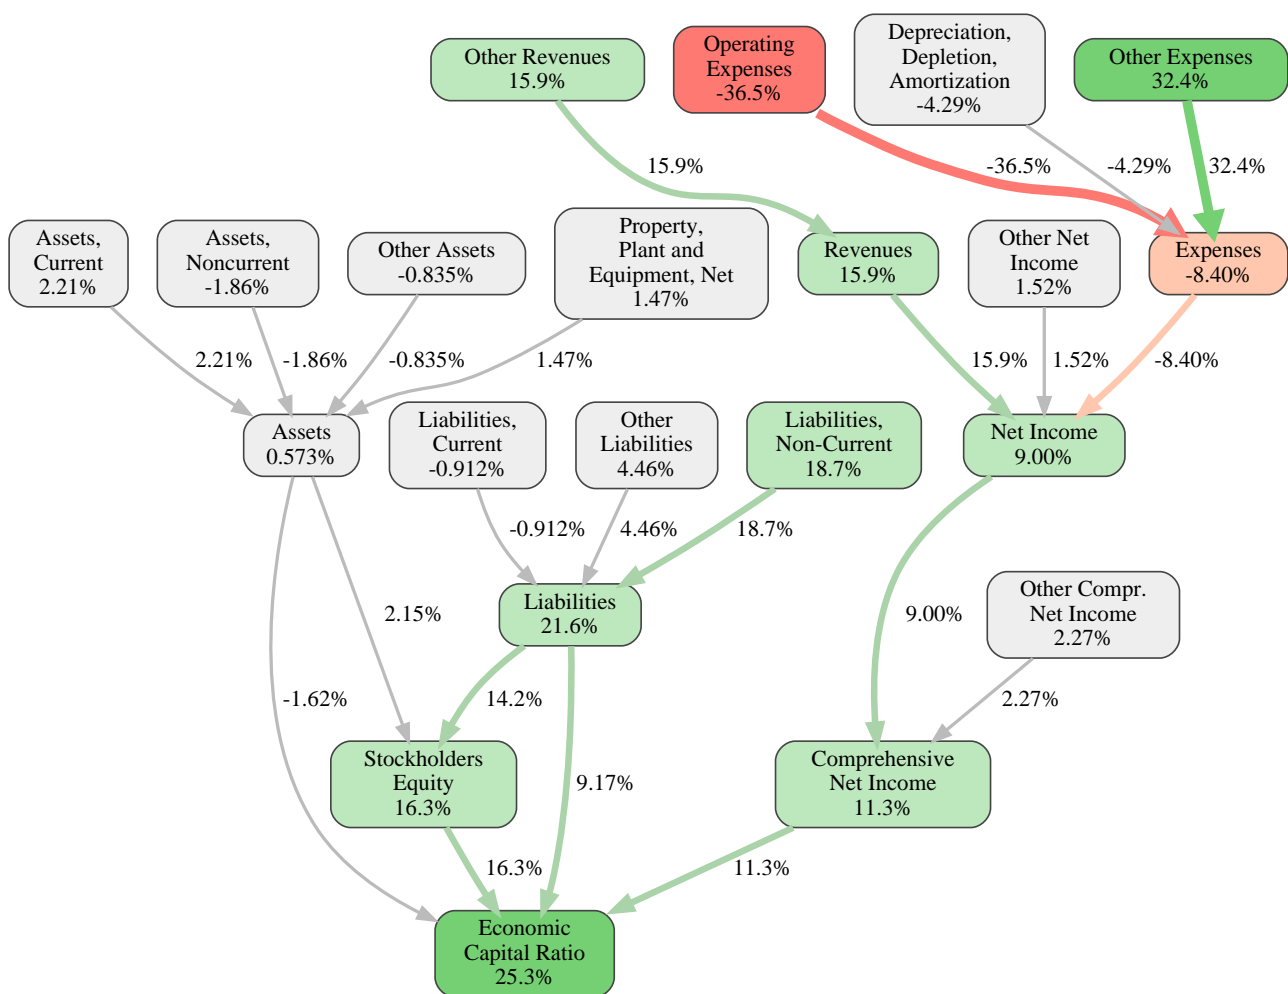 Other Revenues
15.9%
Operating
Expenses
-36.5%
Depreciation,
Depletion,
Amortization
-4.29%
Other Expenses
32.4%
15.9%
-36.5%
-4.29%
32.4%
Assets,
Current
2.21%
Assets,
Noncurrent
-1.86%
Other Assets
-0.835%
Property,
Plant and
Equipment, Net
1.47%
Revenues
15.9%
Other Net
Income
1.52%
Expenses
-8.40%
2.21%
-1.86%
-0.835%
1.47%
15.9%
1.52%
-8.40%
Assets
0.573%
Liabilities,
Current
-0.912%
Other
Liabilities
4.46%
Liabilities,
Non-Current
18.7%
Net Income
9.00%
-0.912%
4.46%
18.7%
Liabilities
21.6%
2.15%
9.00%
Other Compr.
Net Income
2.27%
-1.62%
14.2%
2.27%
Stockholders
Equity
16.3%
9.17%
Comprehensive
Net Income
11.3%
16.3%
11.3%
Economic
Capital Ratio
25.3%